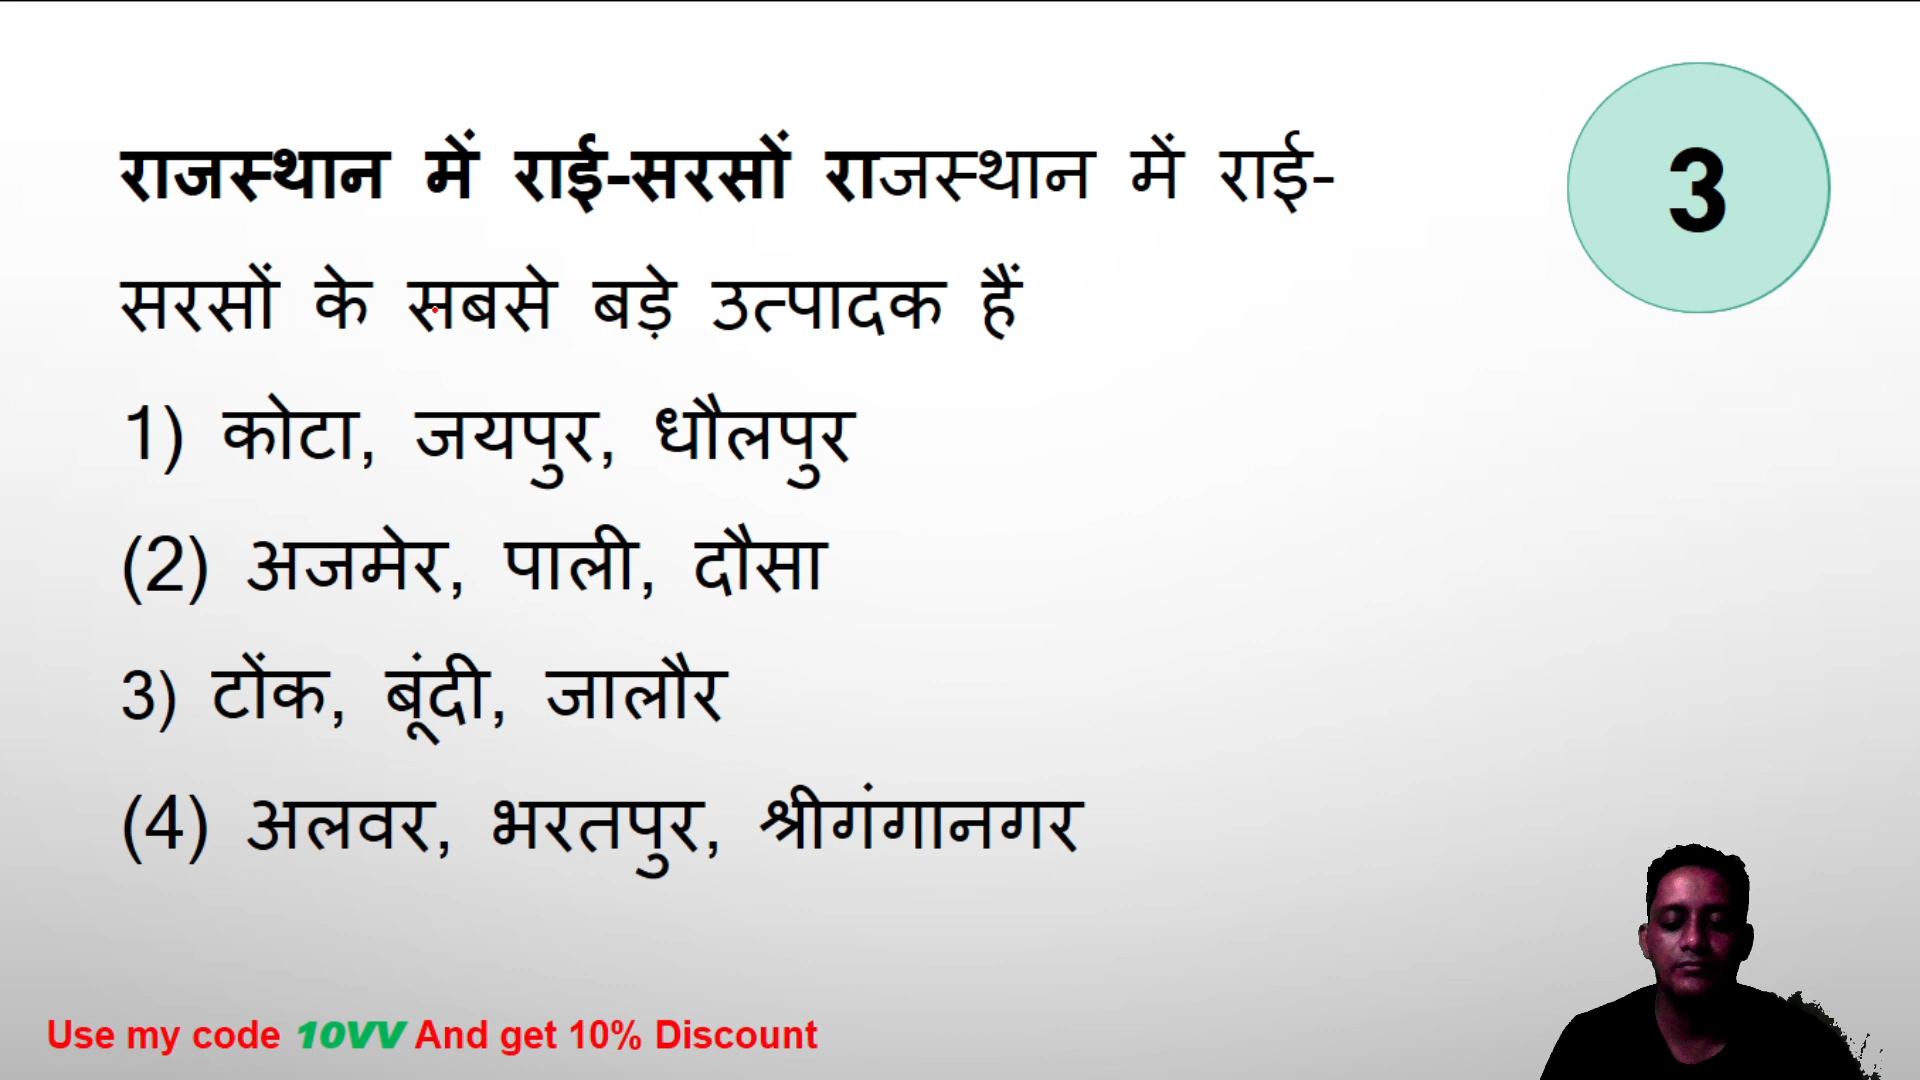 राजस्थान में राई-सरसों राजस्थान में राई-
सरसों के सबसे बड़े उत्पादक हैं
1) कोटा, जयपुर, धौलपुर
(2) अजमेर, पाली, दौसा
3) टोंक, बूंदी, जालौर
(4) अलवर, भरतपुर, श्रीगंगानगर
3
Use my code 10VV And get 10% Discount